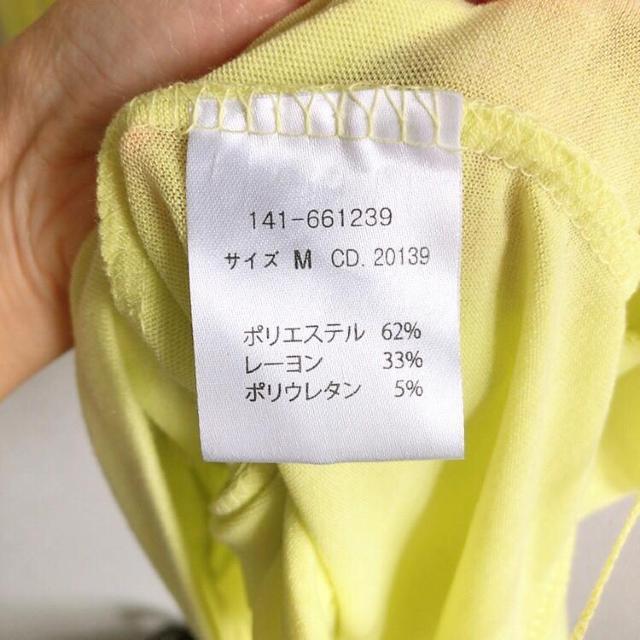 141-661239
サイズ M CD. 20139
ポリエステル 62%
レーヨン 33%
ポリウレタン 5%